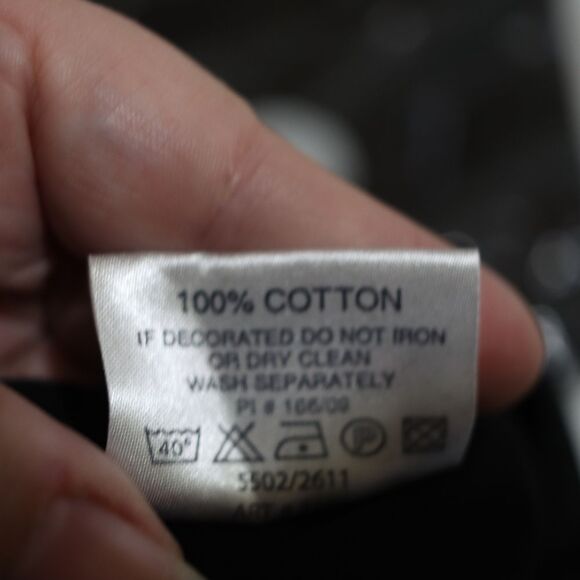 100% COTTON
IF DECORATED DO NOT IRON
OR DRY CLEAN
WASH SEPARATELY
PI # 166/09
40°
P
5502/2611